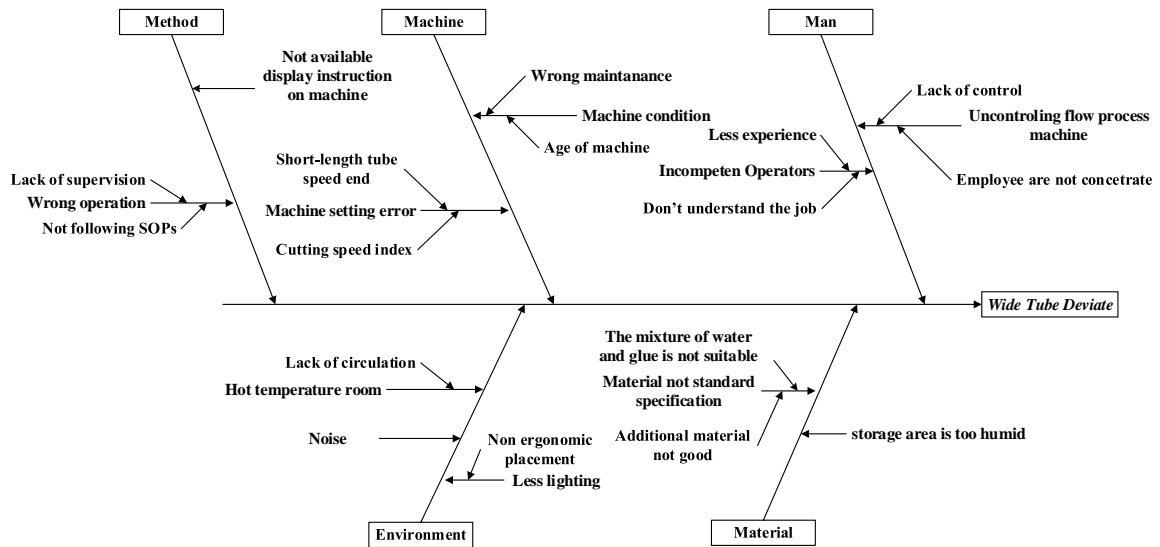 Method
Machine
Man
Not available
display instruction
on machine
Lack of supervision
Wrong operation
Not following SOPs
Wrong maintanance
Machine condition
Age of machine
Short-length tube
speed end
Machine setting error
Cutting speed index
Lack of control
Uncontroling flow process
machine
Employee are not concetrate
Less experience
Incompeten Operators
Don't understand the job
Wide Tube Deviate
Lack of circulation
Hot temperature room
Noise
Non ergonomic
placement
Less lighting
The mixture of water
and glue is not suitable
Material not standard
specification
Additional material
not good
storage area is too humid
Environment
Material